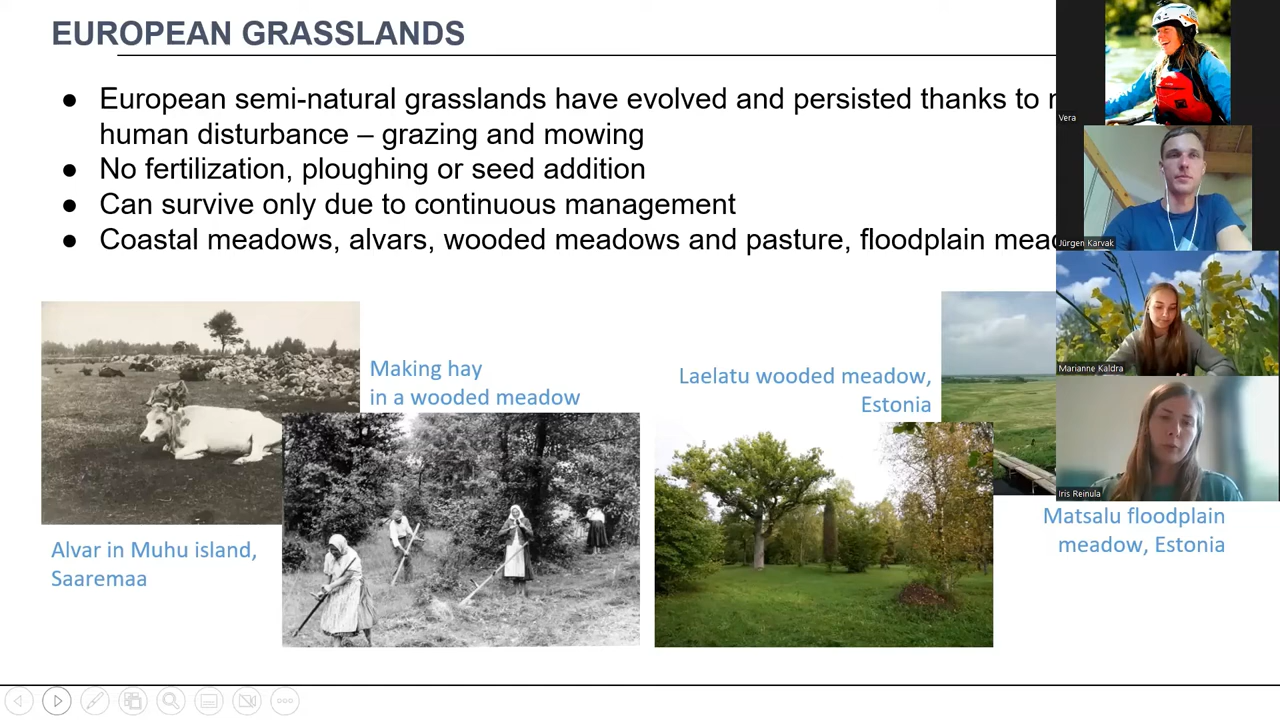 EUROPEAN GRASSLANDS
● European semi-natural grasslands have evolved and persisted thanks to
human disturbance – grazing and mowing
● No fertilization, ploughing or seed addition
● Can survive only due to continuous management
● Coastal meadows, alvars, wooded meadows and pasture, floodplain
Making hay
in a wooded meadow
Laelatu wooded meadow,
Estonia
Alvar in Muhu island,
Saaremaa
Matsalu floodplain
meadow, Estonia
Vera
Jürgen Karvak
Marianne Kaldra
Iris Reinula